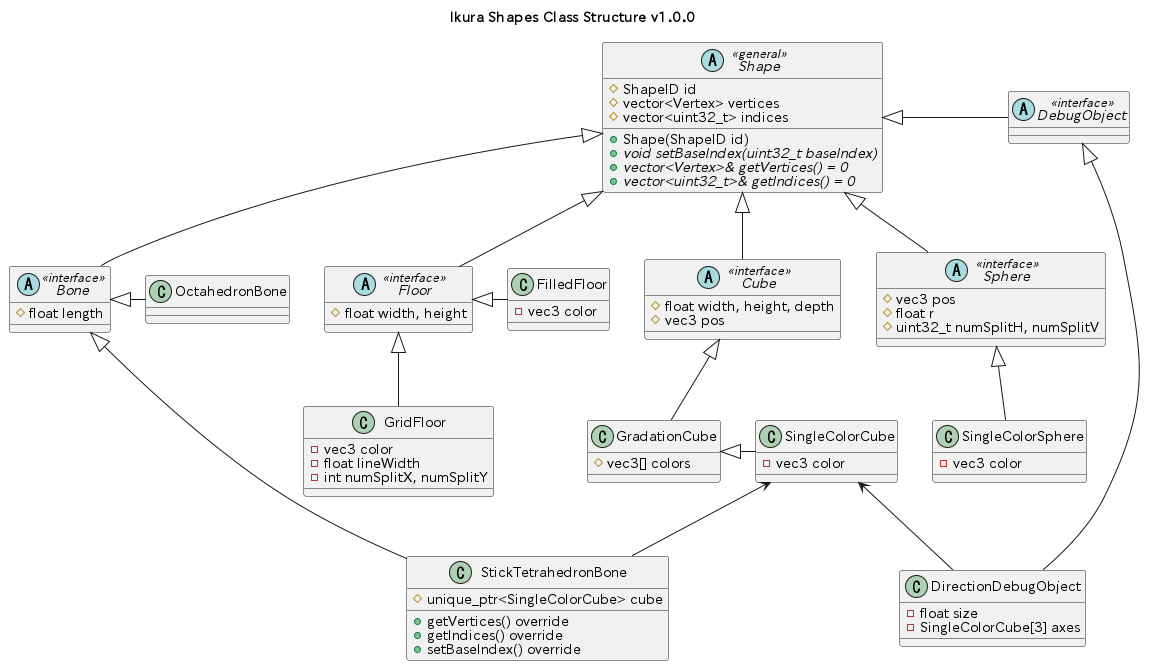 Ikura Shapes Class Structure v1.0.0
A
«general»
Shape
ShapeID id
vector<Vertex> vertices
vector<uint32_t> indices
Shape(ShapeID id)
void setBaseIndex(uint32_t baseIndex)
vector<Vertex>& getVertices() = 0
vector<uint32_t>& getIndices() = 0
A
«interface»
DebugObject
A
«interface»
Bone
float length
C
OctahedronBone
A
«interface»
Floor
float width, height
C
FilledFloor
vec3 color
A
«interface»
Cube
float width, height, depth
vec3 pos
A
«interface»
Sphere
vec3 pos
float r
uint32_t numSplitH, numSplitV
C
GridFloor
vec3 color
float lineWidth
int numSplitX, numSplitY
C
GradationCube
vec3[] colors
C
SingleColorCube
vec3 color
C
SingleColorSphere
vec3 color
C
StickTetrahedronBone
unique_ptr<SingleColorCube> cube
getVertices() override
getIndices() override
setBaseIndex() override
C
DirectionDebugObject
float size
SingleColorCube[3] axes